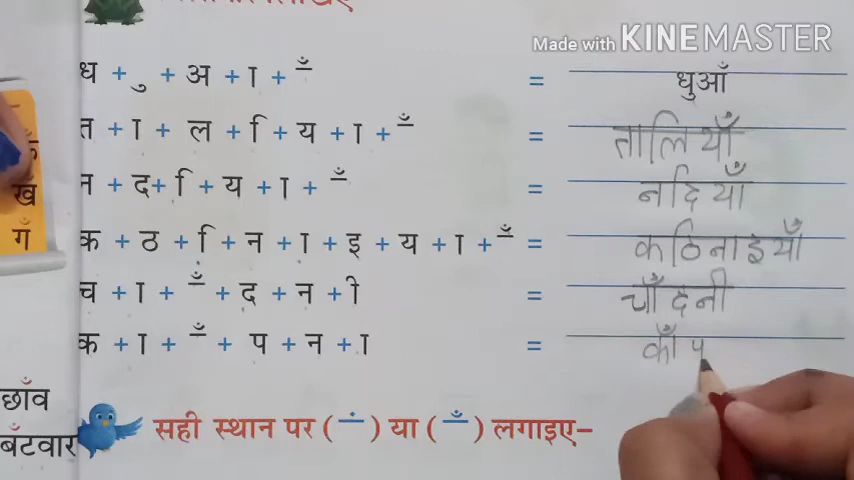 Made with KINEMASTER
ध + ु + अ + ा + ँ = धुआँ
त + ा + ल + ि + य + ा + ँ = तालियाँ
न + द + ि + य + ा + ँ = नदियाँ
क + ठ + ि + न + ा + इ + य + ा + ँ = कठिनाइयाँ
च + ा + ँ + द + न + ी = चाँदनी
क + ा + ँ + प + न + ा = काँप
ख
ग
छाँव
बँटवार
सही स्थान पर ( ं ) या ( ँ ) लगाइए–